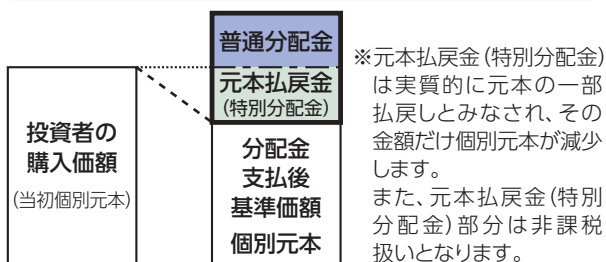 普通分配金
元本払戻金
(特別分配金)
投資者の
購入価額
(当初個別元本)
分配金
支払後
基準価額
個別元本
※元本払戻金(特別分配金)
は実質的に元本の一部
払戻しとみなされ、その
金額だけ個別元本が減少
します。
また、元本払戻金(特別
分配金)部分は非課税
扱いとなります。